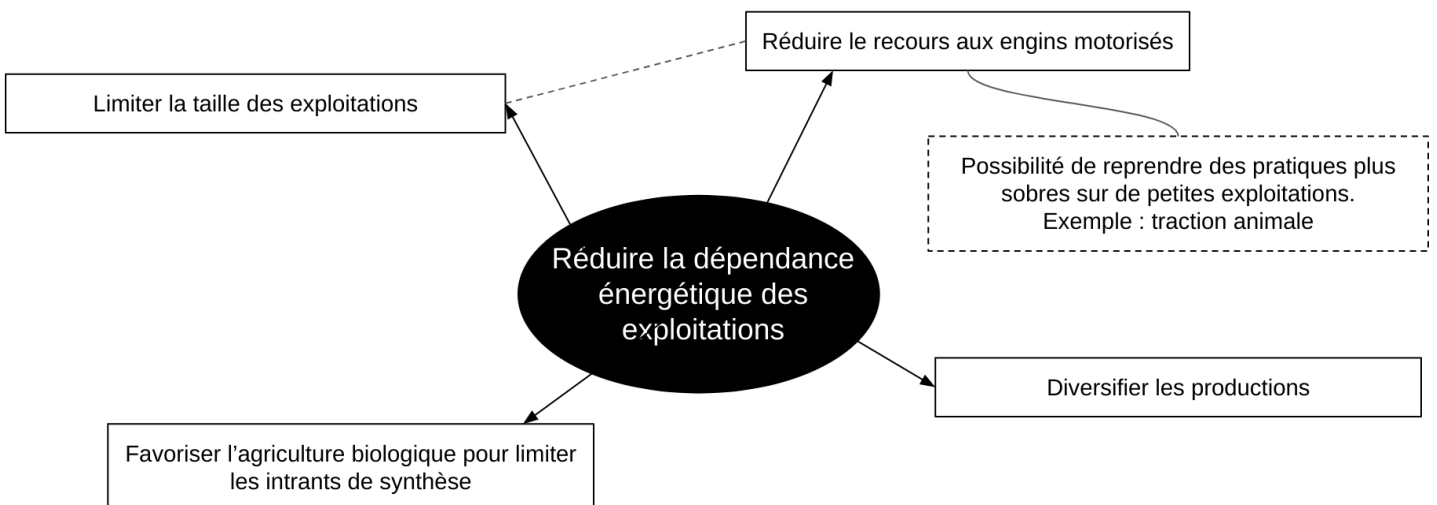 Réduire le recours aux engins motorisés
Limiter la taille des exploitations
Possibilité de reprendre des pratiques plus
sobres sur de petites exploitations.
Exemple : traction animale
Réduire la dépendance
énergétique des
exploitations
Diversifier les productions
Favoriser l’agriculture biologique pour limiter
les intrants de synthèse